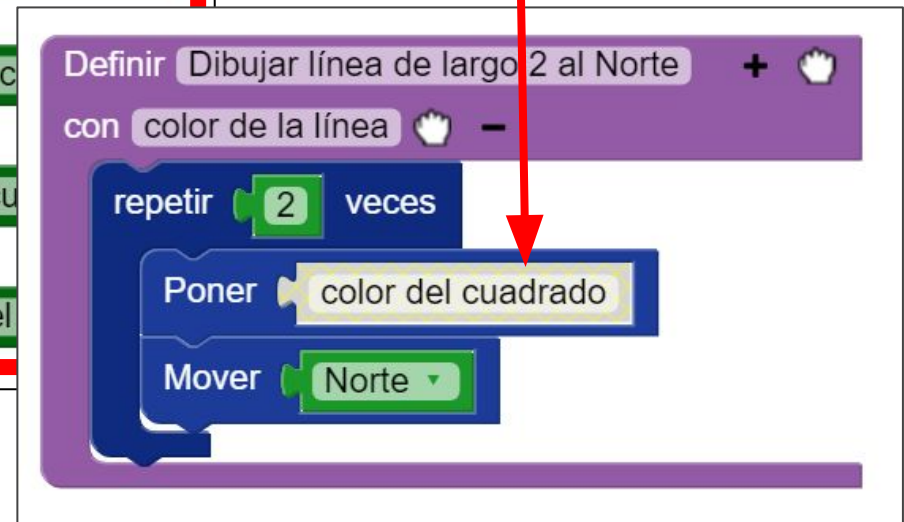 Definir Dibujar línea de largo 2 al Norte +
con color de la línea −
repetir 2 veces
Poner color del cuadrado
Mover Norte